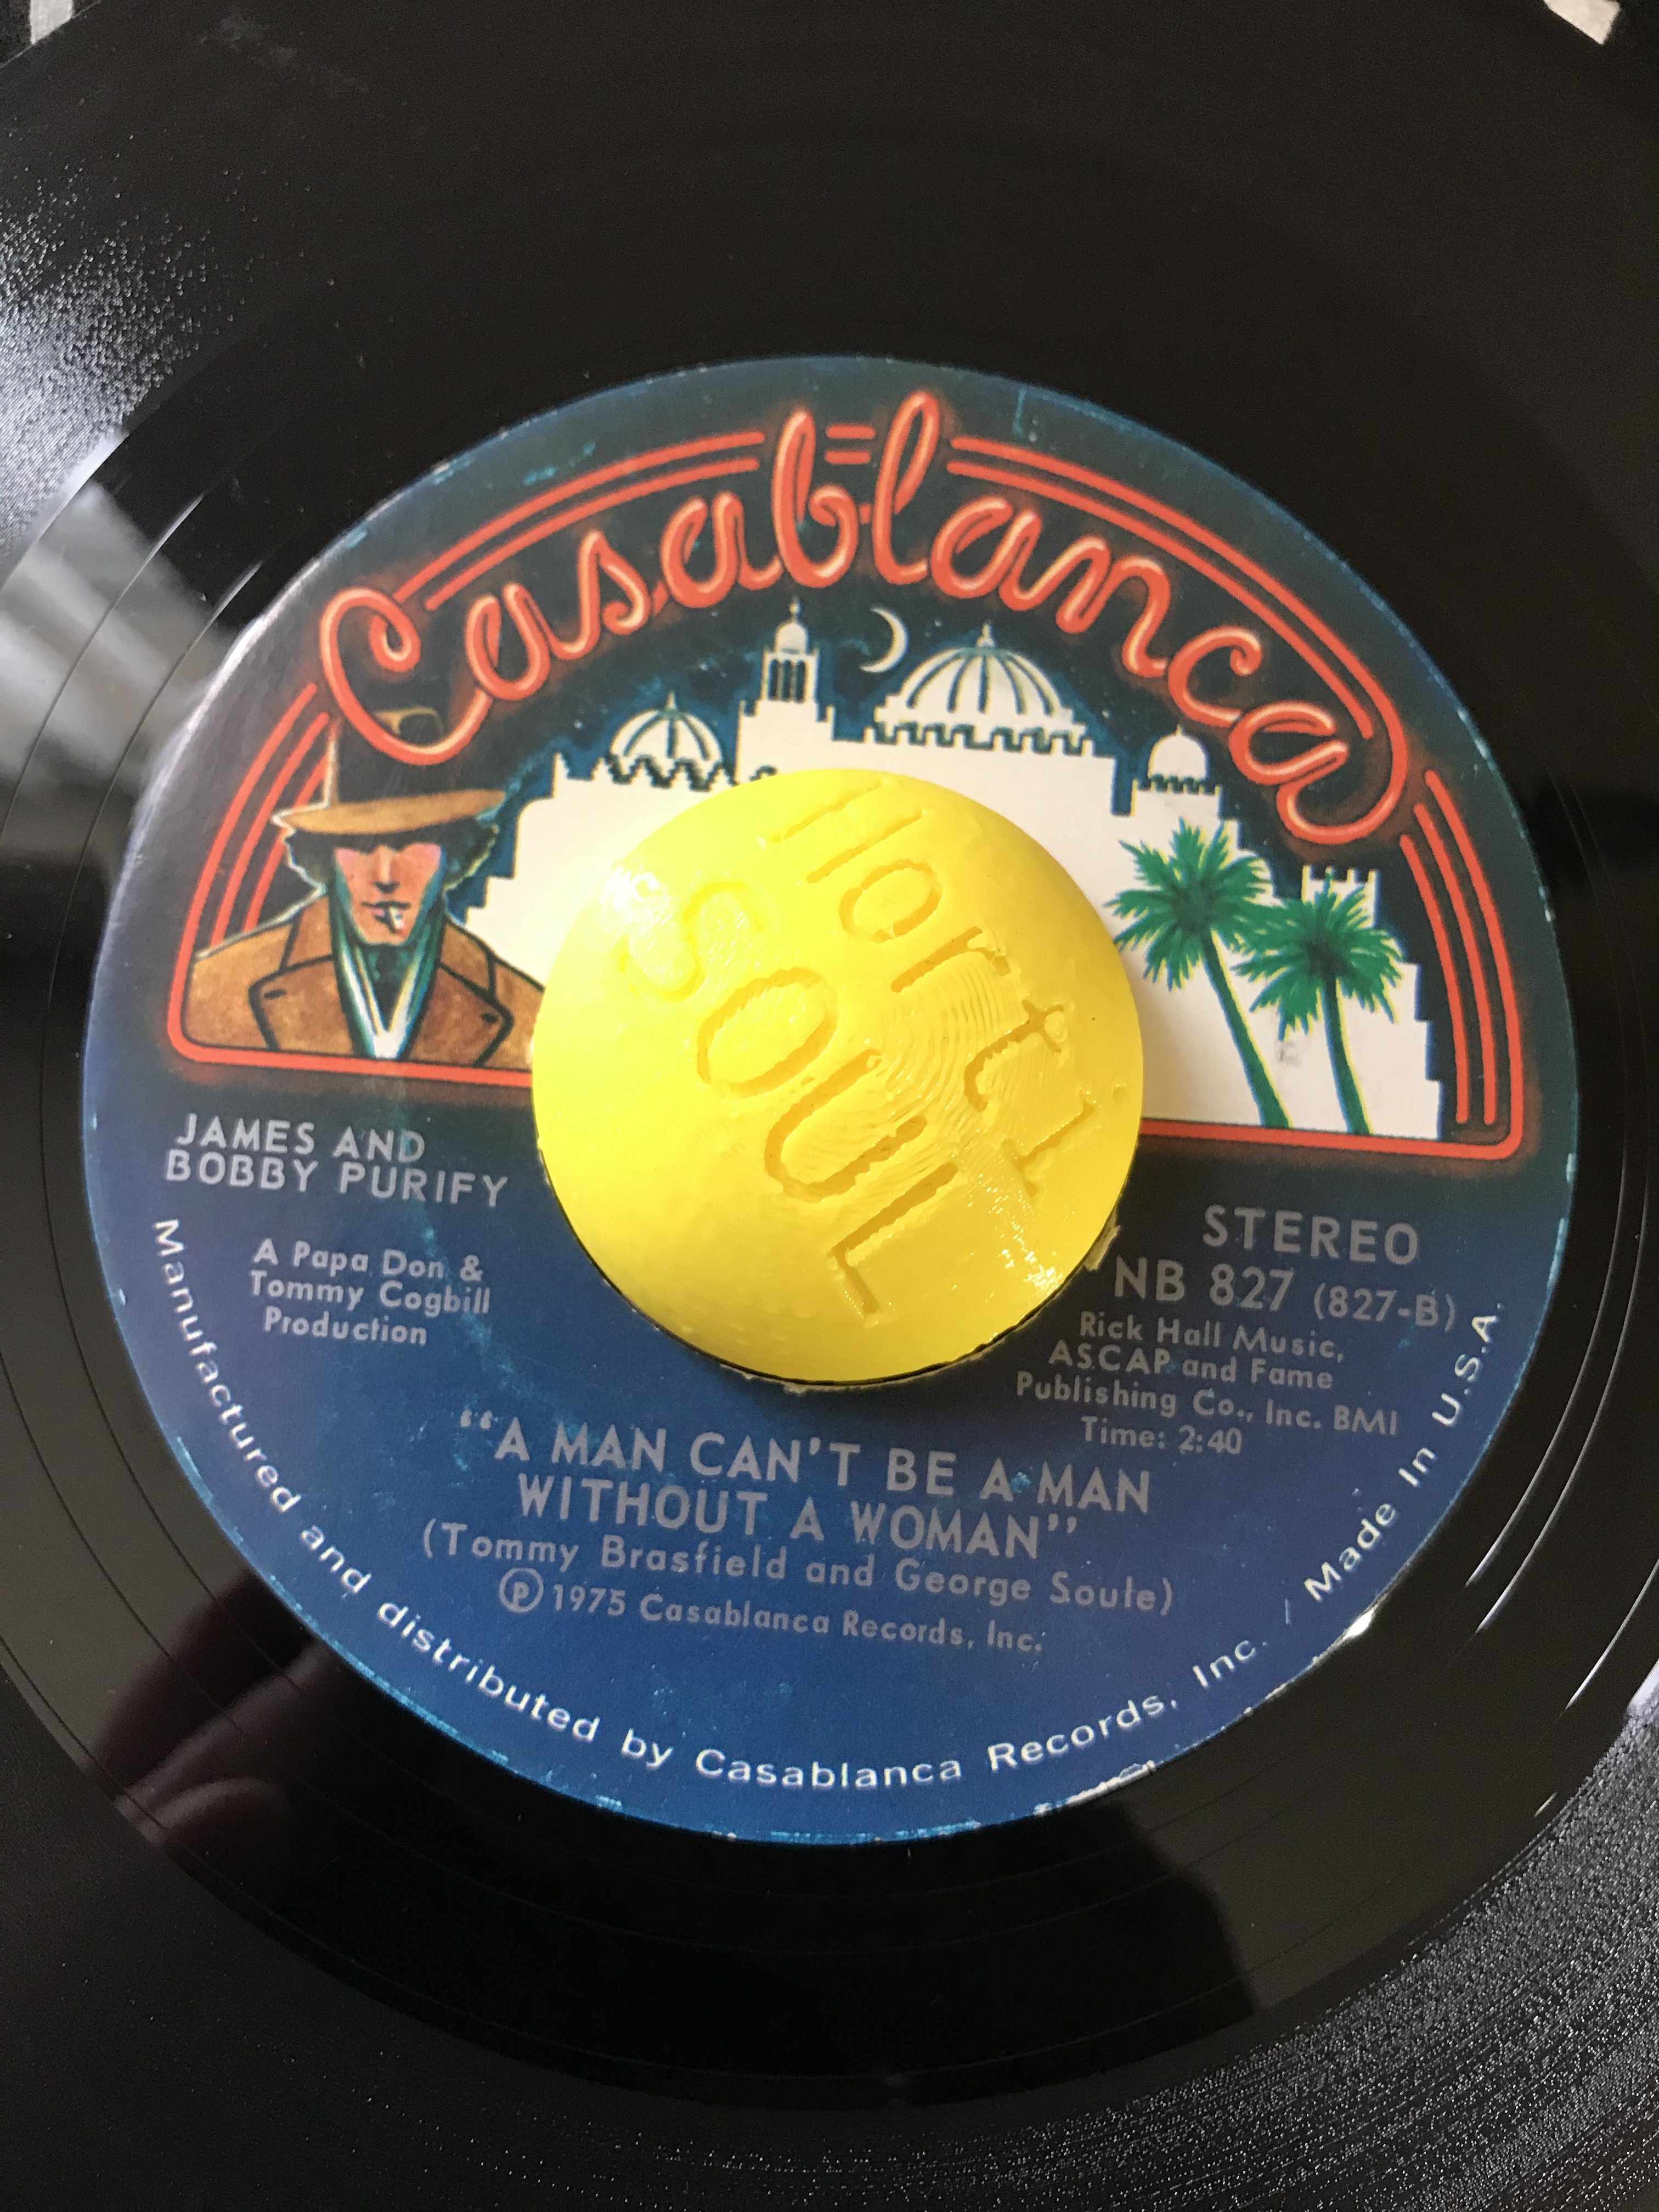 Casablanca
SOUL
JAMES AND
BOBBY PURIFY
A Papa Don &
Tommy Cogbill
Production
STEREO
NB 827 (827-B)
Rick Hall Music,
ASCAP and Fame
Publishing Co., Inc. BMI
Time: 2:40
“A MAN CAN'T BE A MAN
WITHOUT A WOMAN”
(Tommy Brasfield and George Soule)
Ⓟ 1975 Casablanca Records, Inc.
Manufactured and distributed by Casablanca Records, Inc. / Made In U.S.A.